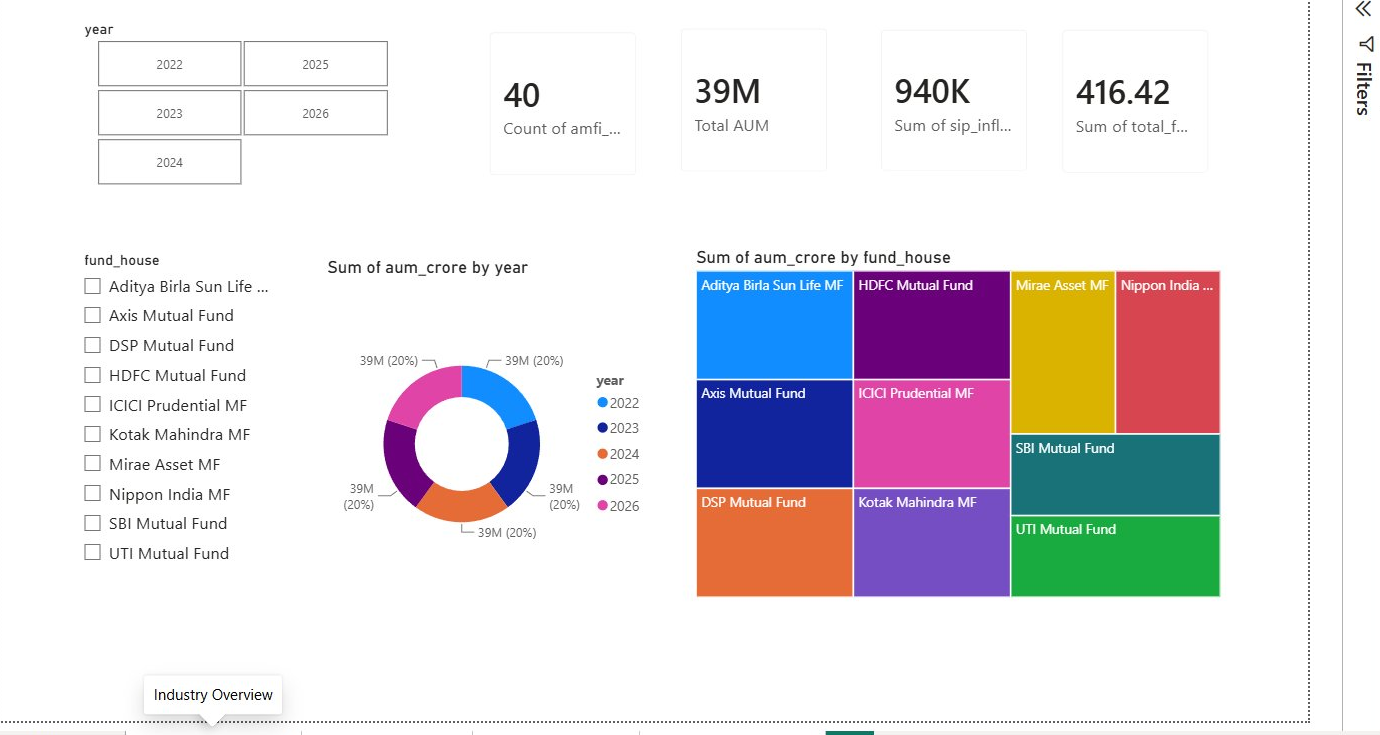 year
2022
2025
2023
2026
2024
40
Count of amfi_...
39M
Total AUM
940K
Sum of sip_infl...
416.42
Sum of total_f...
Filters
fund_house
Aditya Birla Sun Life ...
Axis Mutual Fund
DSP Mutual Fund
HDFC Mutual Fund
ICICI Prudential MF
Kotak Mahindra MF
Mirae Asset MF
Nippon India MF
SBI Mutual Fund
UTI Mutual Fund
Sum of aum_crore by year
39M (20%)
39M (20%)
39M
(20%)
39M
(20%)
39M (20%)
year
2022
2023
2024
2025
2026
Sum of aum_crore by fund_house
Aditya Birla Sun Life MF
HDFC Mutual Fund
Mirae Asset MF
Nippon India ...
Axis Mutual Fund
ICICI Prudential MF
SBI Mutual Fund
DSP Mutual Fund
Kotak Mahindra MF
UTI Mutual Fund
Industry Overview